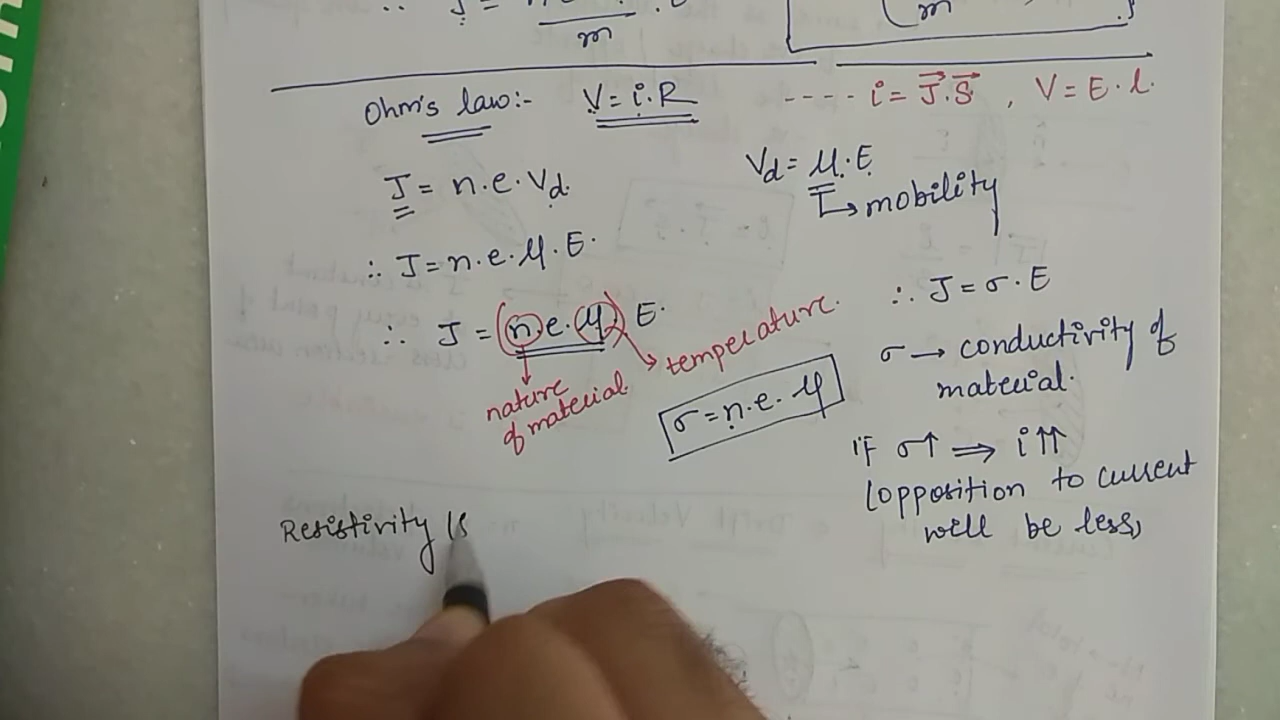 m
m
Ohm's law:- V = i.R ---- i = J⃗.S⃗ , V = E.l.
J = n.e.Vd.
Vd = μ.E
↳ mobility
∴ J = n.e.μ.E.
∴ J = σ.E
∴ J = (n.e.μ) E.
temperature.
nature
of material.
σ = n.e.μ
σ → conductivity of
material.
if σ↑ ⇒ i↑↑
(opposition to current
will be less,
Resistivity is